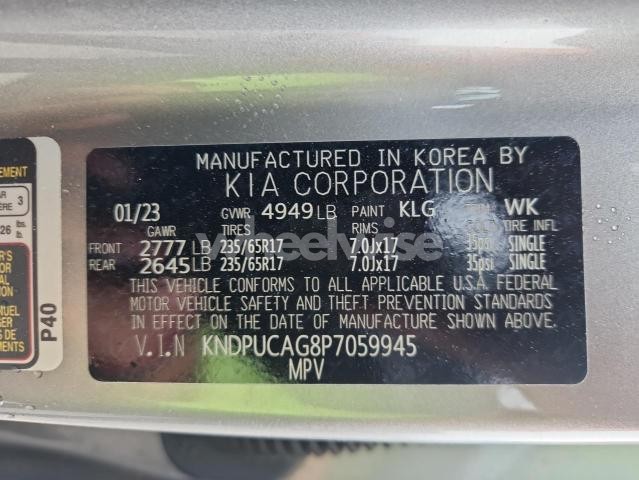 MANUFACTURED IN KOREA BY
KIA CORPORATION
01/23 GVWR 4949 LB PAINT KLG WK
GAWR TIRES RIMS TIRE INFL
FRONT 2777 LB 235/65R17 7.0Jx17 35psi SINGLE
REAR 2645 LB 235/65R17 7.0Jx17 35psi SINGLE
THIS VEHICLE CONFORMS TO ALL APPLICABLE U.S.A. FEDERAL
MOTOR VEHICLE SAFETY AND THEFT PREVENTION STANDARDS
IN EFFECT ON THE DATE OF MANUFACTURE SHOWN ABOVE.
V.I.N KNDPUCAG8P7059945
MPV
P40
wheelwise
3
lbs.